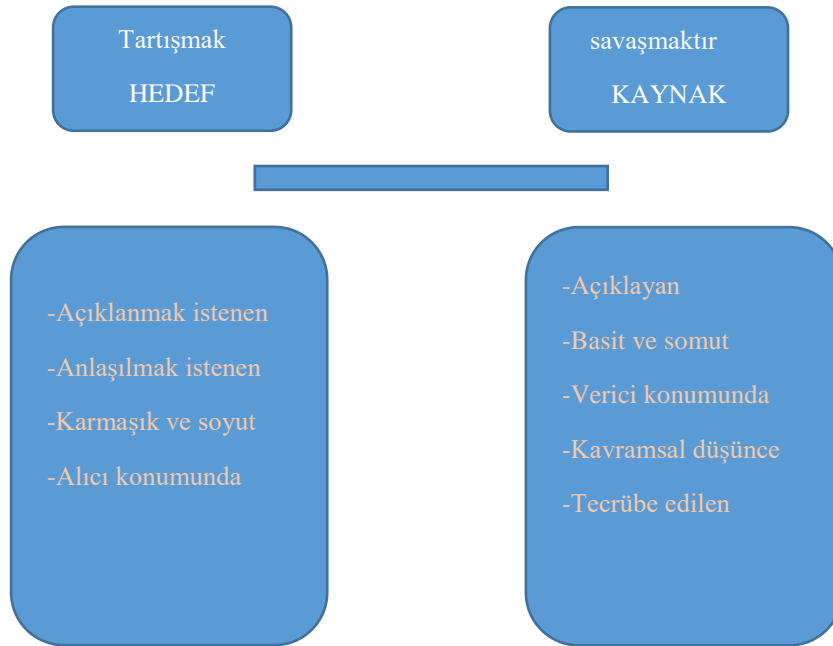 Tartışmak
HEDEF
savaşmaktır
KAYNAK
-Açıklanmak istenen
-Anlaşılmak istenen
-Karmaşık ve soyut
-Alıcı konumunda
-Açıklayan
-Basit ve somut
-Verici konumunda
-Kavramsal düşünce
-Tecrübe edilen